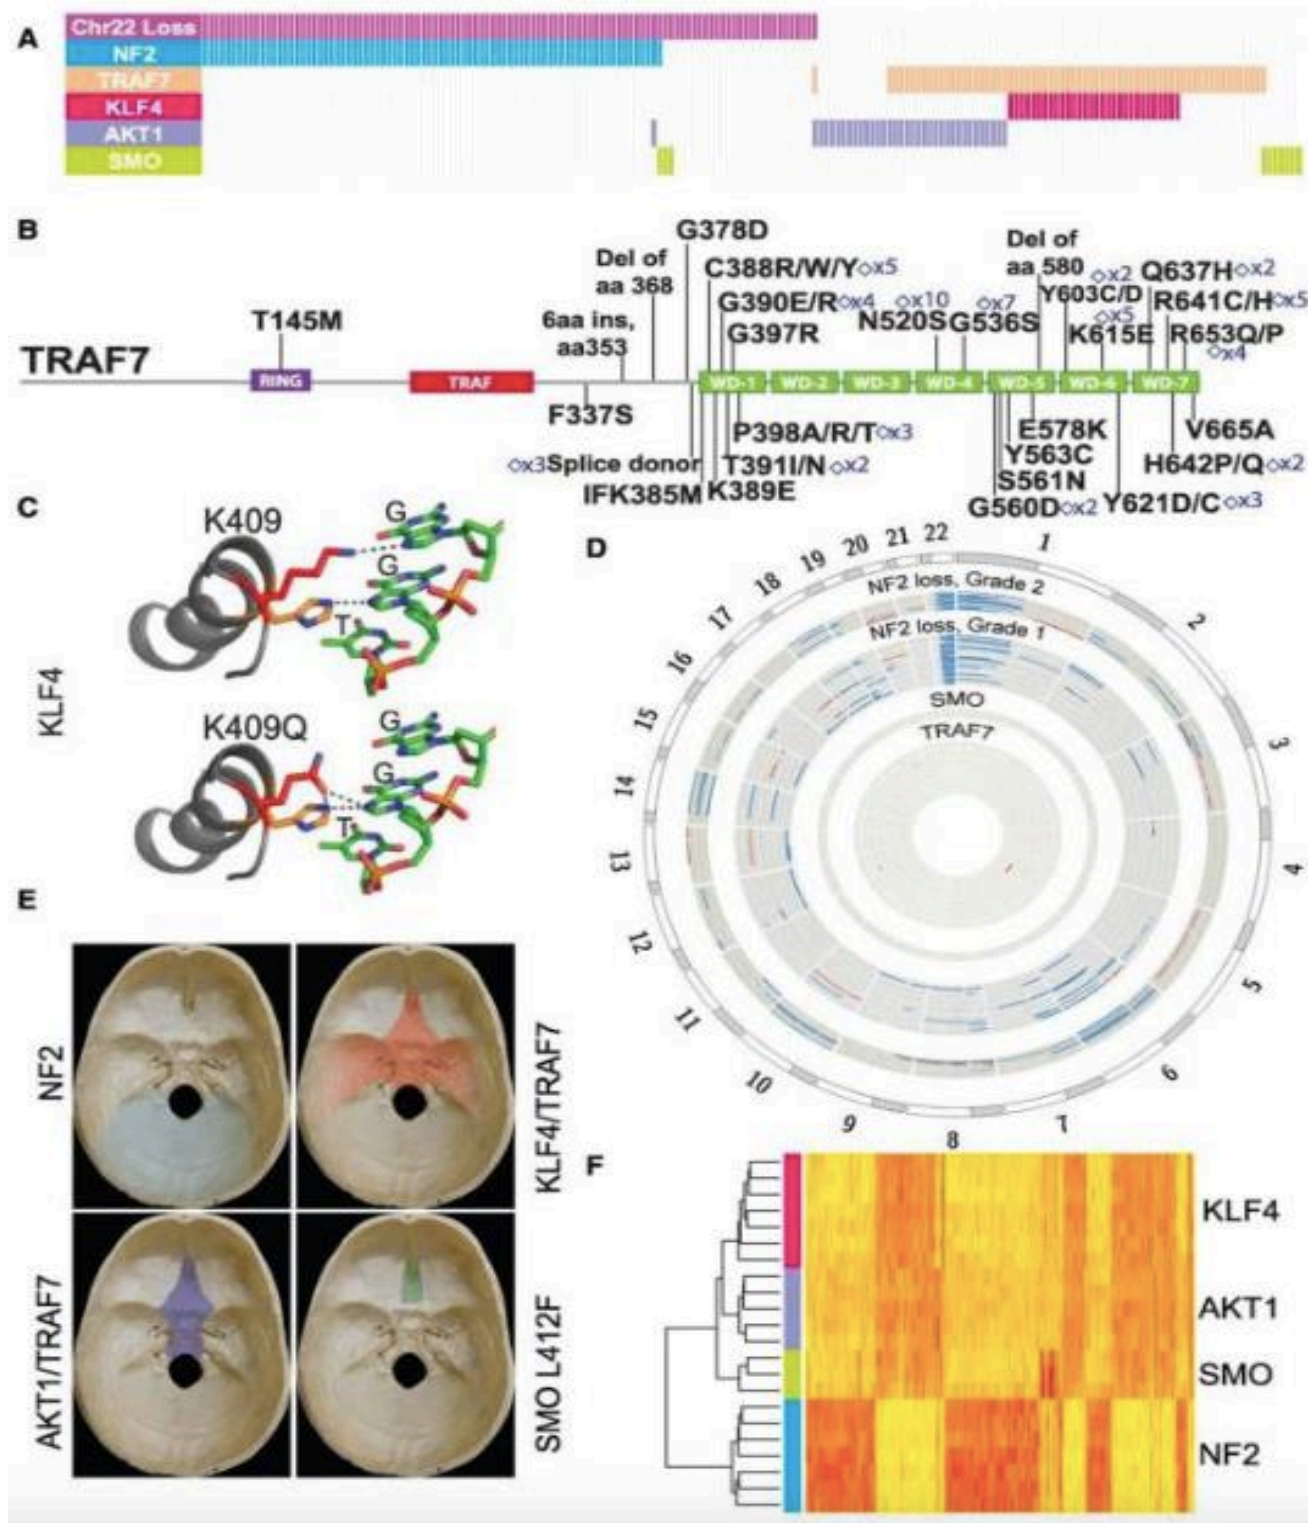 A
Chr22 Loss
NF2
TRAF7
KLF4
AKT1
SMO
B
G378D
Del of
aa 368
C388R/W/Y◇x5
Del of
aa 580
◇x2
Q637H◇x2
T145M
6aa ins,
aa353
G390E/R◇x4
◇x10
◇x7
Y603C/D
R641C/H◇x5
G397R
N520S
G536S
◇x5
K615E
R653Q/P
◇x4
TRAF7
RING
TRAF
WD-1
WD-2
WD-3
WD-4
WD-5
WD-6
WD-7
F337S
P398A/R/T◇x3
E578K
V665A
◇x3Splice donor
T391I/N◇x2
Y563C
H642P/Q◇x2
IFK385M
K389E
S561N
G560D◇x2
Y621D/C◇x3
C
KLF4
K409
G
G
T
K409Q
G
G
T
D
1
2
3
4
5
6
7
8
9
10
11
12
13
14
15
16
17
18
19
20
21
22
NF2 loss, Grade 2
NF2 loss, Grade 1
SMO
TRAF7
E
NF2
KLF4/TRAF7
AKT1/TRAF7
SMO L412F
F
KLF4
AKT1
SMO
NF2